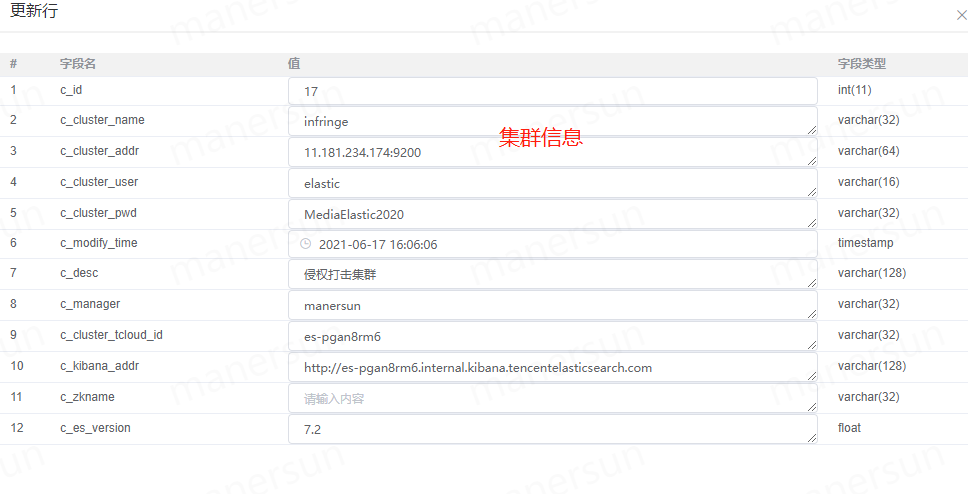 更新行
# 字段名 值 字段类型
1 c_id 17 int(11)
2 c_cluster_name infringe varchar(32)
集群信息
3 c_cluster_addr 11.181.234.174:9200 varchar(64)
4 c_cluster_user elastic varchar(16)
5 c_cluster_pwd MediaElastic2020 varchar(32)
6 c_modify_time 2021-06-17 16:06:06 timestamp
7 c_desc 侵权打击集群 varchar(128)
8 c_manager manersun varchar(32)
9 c_cluster_tcloud_id es-pgan8rm6 varchar(32)
10 c_kibana_addr http://es-pgan8rm6.internal.kibana.tencentelasticsearch.com varchar(128)
11 c_zkname 请输入内容 varchar(32)
12 c_es_version 7.2 float
manersun